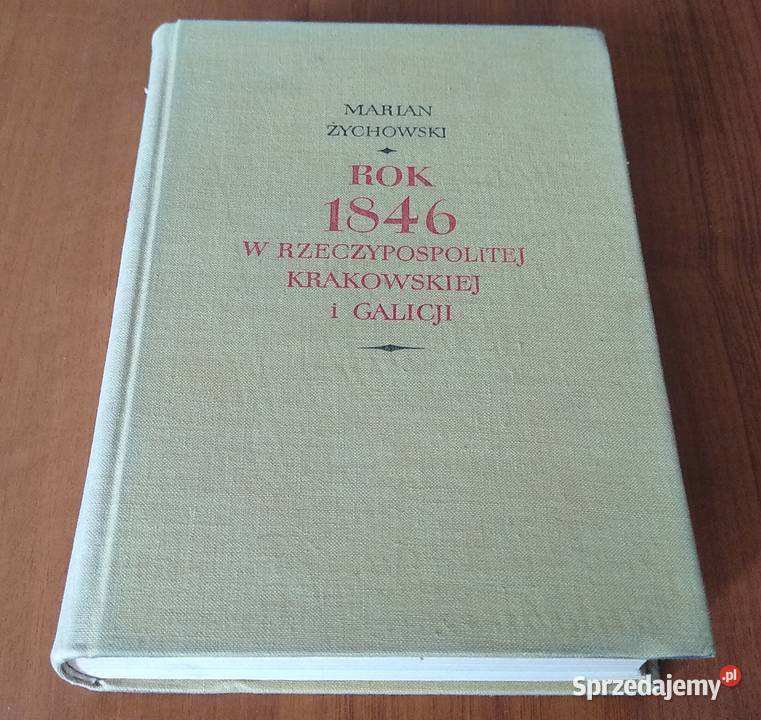 MARIAN
ŻYCHOWSKI
ROK
1846
W RZECZYPOSPOLITEJ
KRAKOWSKIEJ
i GALICJI
Sprzedajemy.pl